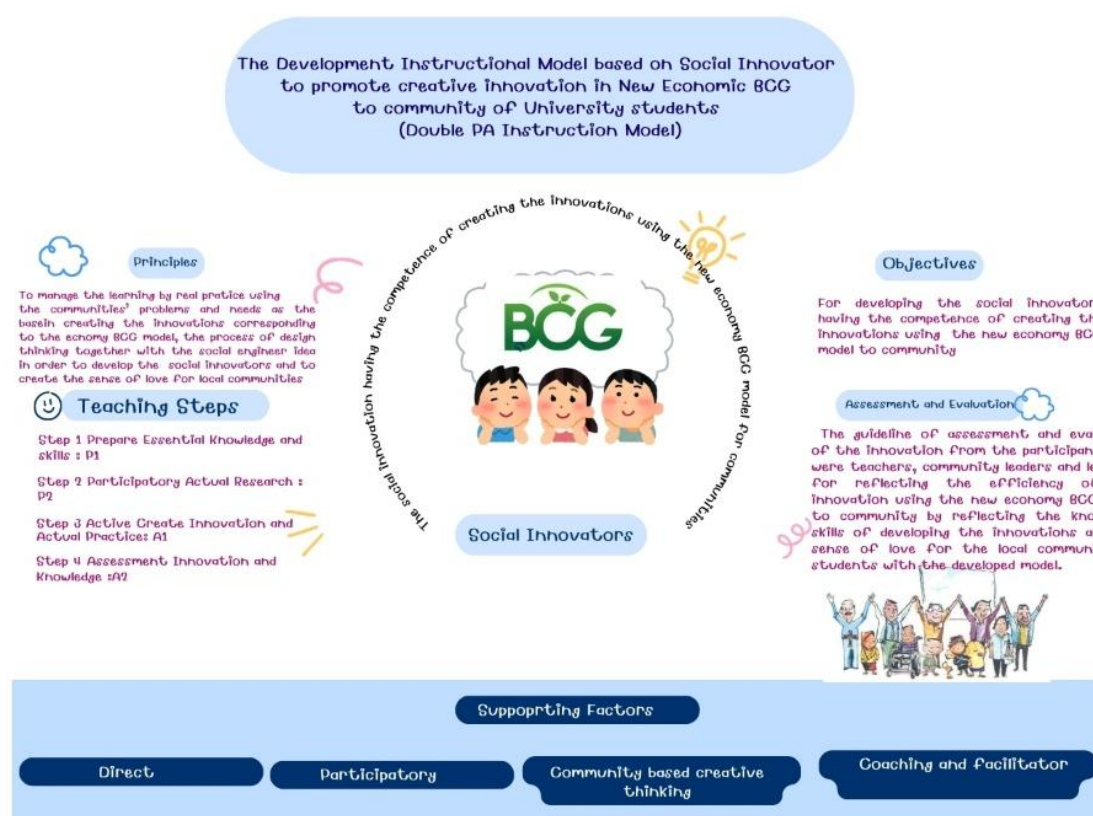 The Development Instructional Model based on Social Innovator
to promote creative innovation in New Economic BCG
to community of University students
(Double PA Instruction Model)
The social Innovation having the competence of creating the innovations using the new economy BCG model for communities
BCG
Social Innovators
Principles
To manage the learning by real pratice using
the communities' problems and needs as the
basein creating the innovations corresponding
to the echomy BCG model, the process of design
thinking together with the social engineer idea
in order to develop the social innovators and to
create the sense of love for local communities
Teaching Steps
Step 1 Prepare Essential Knowledge and
skills : P1
Step 2 Participatory Actual Research :
P2
Step 3 Active Create Innovation and
Actual Practice: A1
Step 4 Assessment Innovation and
Knowledge :A2
Objectives
For developing the social innovator
having the competence of creating th
innovations using the new economy BC
model to community
Assessment and Evaluation
The guideline of assessment and eva
of the innovation from the participan
were teachers, community leaders and le
for reflecting the efficiency of
innovation using the new economy BCG
to community by reflecting the kno
skills of developing the innovations a
sense of love for the local commun
students with the developed model.
Suppoprting Factors
Direct
Participatory
Community based creative
thinking
Coaching and facilitator